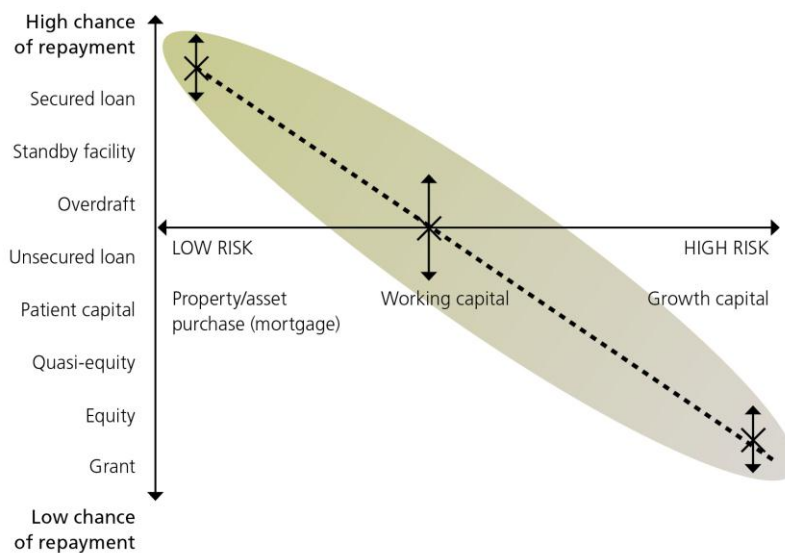 High chance
of repayment
Secured loan
Standby facility
Overdraft
LOW RISK
HIGH RISK
Unsecured loan
Property/asset
purchase (mortgage)
Working capital
Growth capital
Patient capital
Quasi-equity
Equity
Grant
Low chance
of repayment